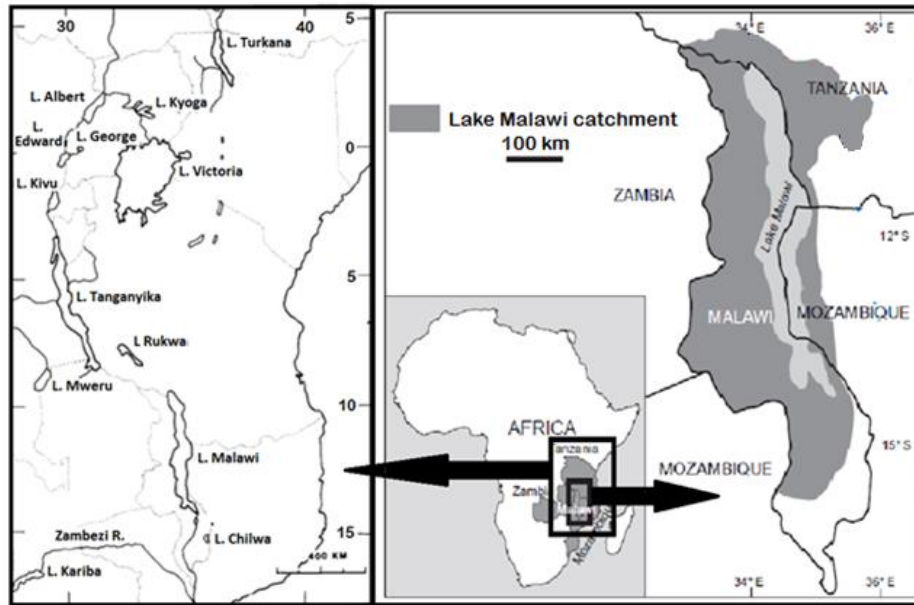 30
40
5
L. Turkana
L. Albert
L. Kyoga
L.
Edward
L. George
0
L. Victoria
L. Kivu
5
L. Tanganyika
L Rukwa
L. Mweru
10
L. Malawi
15
Zambezi R.
L. Chilwa
400 KM
L. Kariba
34° E
36° E
TANZANIA
Lake Malawi catchment
100 km
ZAMBIA
Lake Malawi
12° S
MALAWI
MOZAMBIQUE
AFRICA
anzania
15° S
MOZAMBIQUE
Zambi
Malawi
34° E
36° E